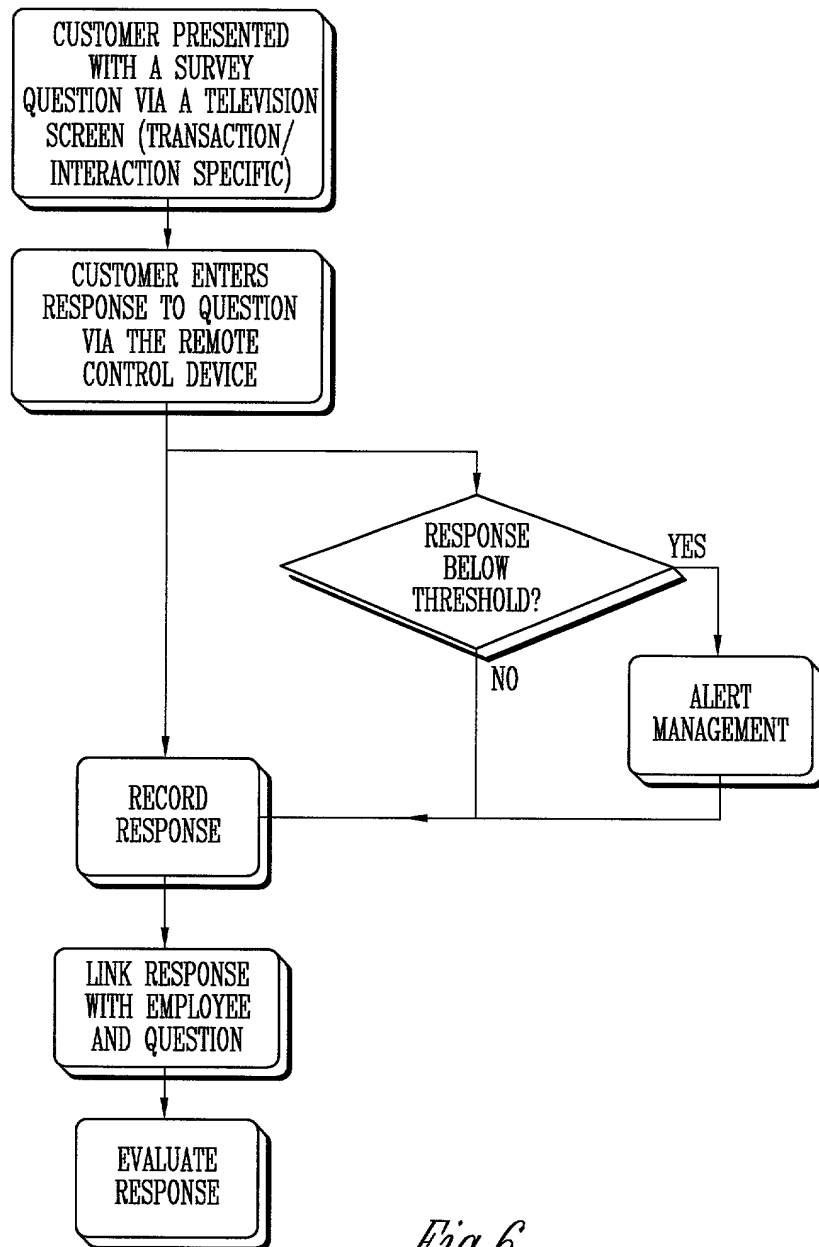 CUSTOMER PRESENTED
WITH A SURVEY
QUESTION VIA A TELEVISION
SCREEN (TRANSACTION/
INTERACTION SPECIFIC)
CUSTOMER ENTERS
RESPONSE TO QUESTION
VIA THE REMOTE
CONTROL DEVICE
RESPONSE
BELOW
THRESHOLD?
YES
NO
ALERT
MANAGEMENT
RECORD
RESPONSE
LINK RESPONSE
WITH EMPLOYEE
AND QUESTION
EVALUATE
RESPONSE
Fig. 6